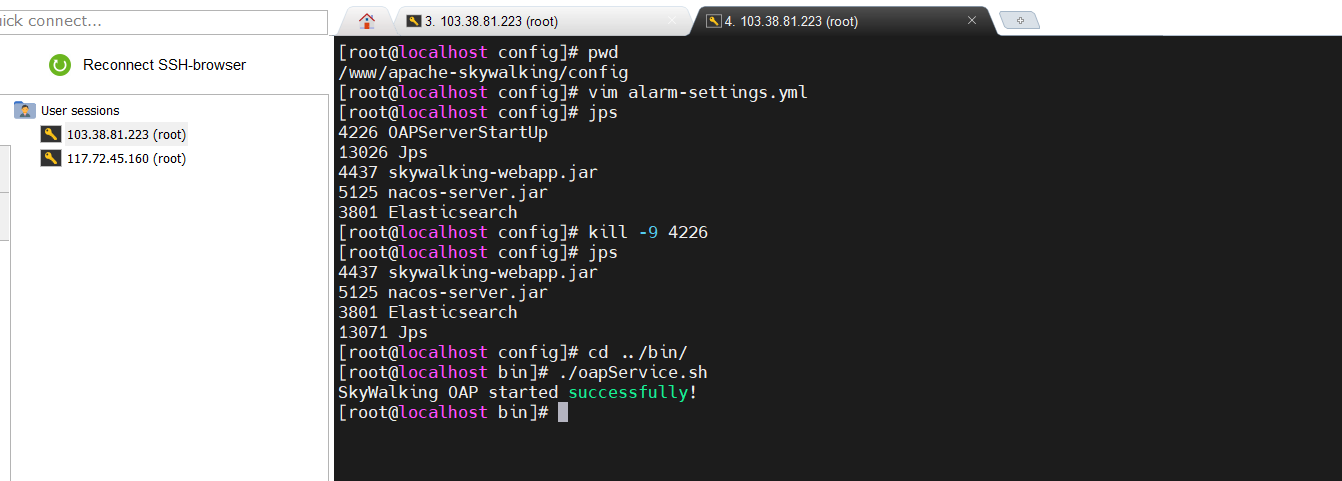 uick connect...
3. 103.38.81.223 (root)
4. 103.38.81.223 (root)
Reconnect SSH-browser
User sessions
103.38.81.223 (root)
117.72.45.160 (root)
[root@localhost config]# pwd
/www/apache-skywalking/config
[root@localhost config]# vim alarm-settings.yml
[root@localhost config]# jps
4226 OAPServerStartUp
13026 Jps
4437 skywalking-webapp.jar
5125 nacos-server.jar
3801 Elasticsearch
[root@localhost config]# kill -9 4226
[root@localhost config]# jps
4437 skywalking-webapp.jar
5125 nacos-server.jar
3801 Elasticsearch
13071 Jps
[root@localhost config]# cd ../bin/
[root@localhost bin]# ./oapService.sh
SkyWalking OAP started successfully!
[root@localhost bin]#